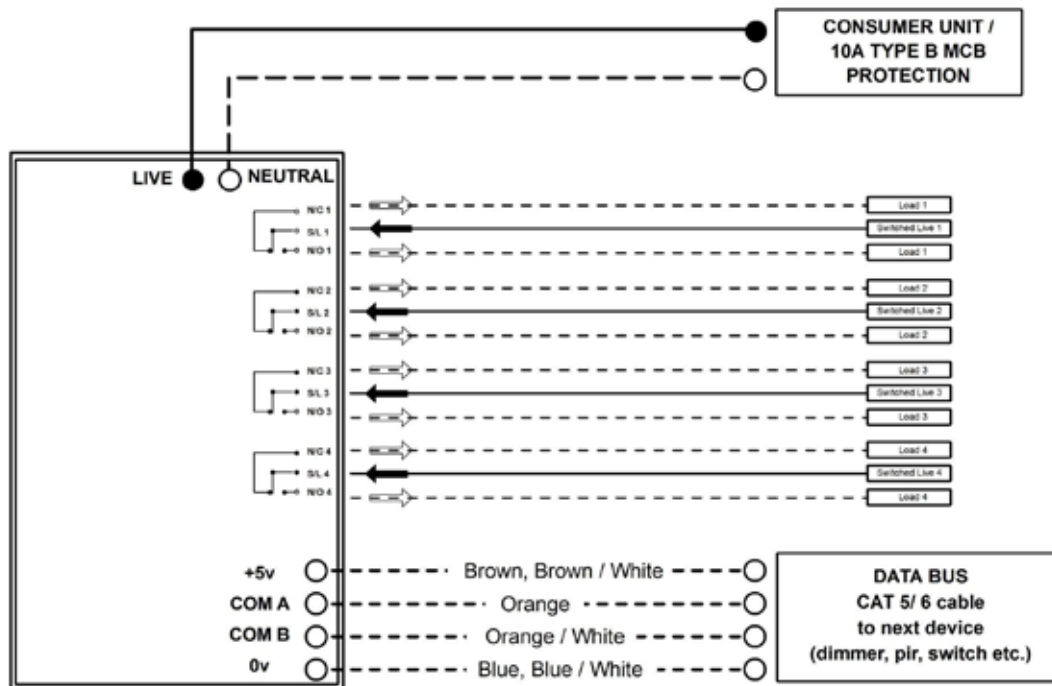 CONSUMER UNIT /
10A TYPE B MCB
PROTECTION
LIVE
NEUTRAL
N/C 1
S/L 1
N/O 1
Load 1
Switched Live 1
Load 1
N/C 2
S/L 2
N/O 2
Load 2
Switched Live 2
Load 2
N/C 3
S/L 3
N/O 3
Load 3
Switched Live 3
Load 3
N/C 4
S/L 4
N/O 4
Load 4
Switched Live 4
Load 4
+5v
Brown, Brown / White
COM A
Orange
COM B
Orange / White
0v
Blue, Blue / White
DATA BUS
CAT 5/ 6 cable
to next device
(dimmer, pir, switch etc.)